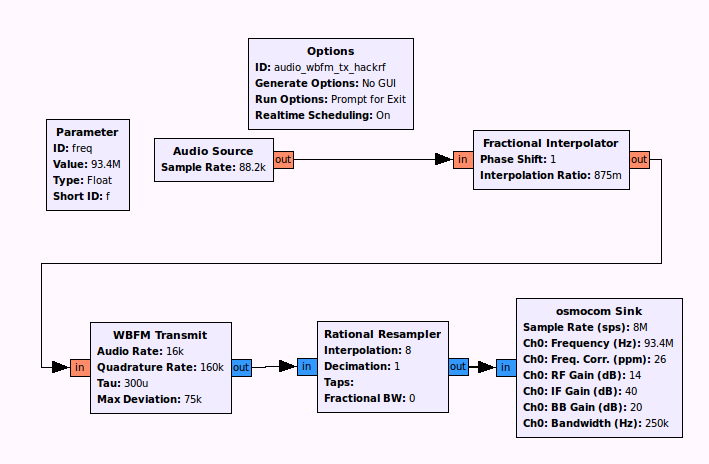 Options
ID: audio_wbfm_tx_hackrf
Generate Options: No GUI
Run Options: Prompt for Exit
Realtime Scheduling: On
Parameter
ID: freq
Value: 93.4M
Type: Float
Short ID: f
Audio Source
Sample Rate: 88.2k
out
in
Fractional Interpolator
Phase Shift: 1
Interpolation Ratio: 875m
out
in
WBFM Transmit
Audio Rate: 16k
Quadrature Rate: 160k
Tau: 300u
Max Deviation: 75k
out
in
Rational Resampler
Interpolation: 8
Decimation: 1
Taps:
Fractional BW: 0
out
in
osmocom Sink
Sample Rate (sps): 8M
Ch0: Frequency (Hz): 93.4M
Ch0: Freq. Corr. (ppm): 26
Ch0: RF Gain (dB): 14
Ch0: IF Gain (dB): 40
Ch0: BB Gain (dB): 20
Ch0: Bandwidth (Hz): 250k